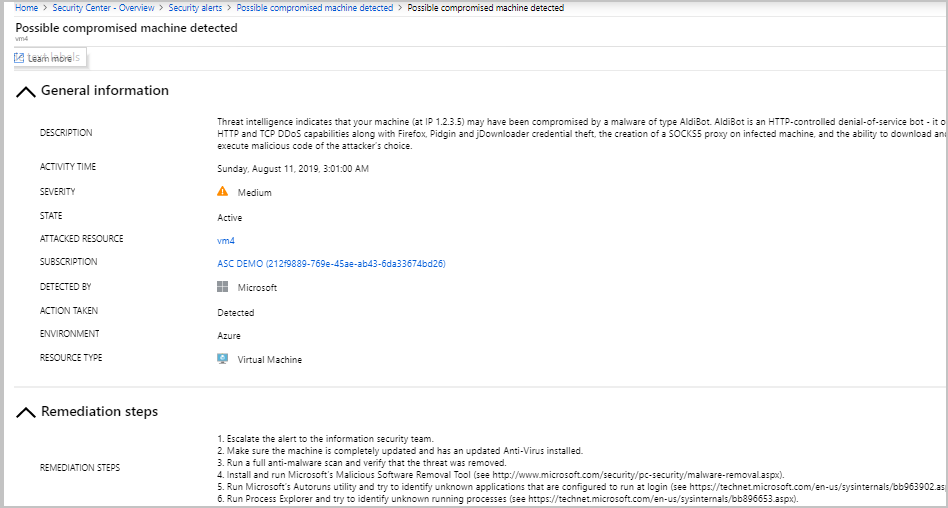 Home > Security Center - Overview > Security alerts > Possible compromised machine detected > Possible compromised machine detected
Possible compromised machine detected
vm4
Learn more
General information
DESCRIPTION
Threat intelligence indicates that your machine (at IP 1.2.3.5) may have been compromised by a malware of type AldiBot. AldiBot is an HTTP-controlled denial-of-service bot - it o
HTTP and TCP DDoS capabilities along with Firefox, Pidgin and jDownloader credential theft, the creation of a SOCKS5 proxy on infected machine, and the ability to download and
execute malicious code of the attacker's choice.
ACTIVITY TIME
Sunday, August 11, 2019, 3:01:00 AM
SEVERITY
Medium
STATE
Active
ATTACKED RESOURCE
vm4
SUBSCRIPTION
ASC DEMO (212f9889-769e-45ae-ab43-6da33674bd26)
DETECTED BY
Microsoft
ACTION TAKEN
Detected
ENVIRONMENT
Azure
RESOURCE TYPE
Virtual Machine
Remediation steps
REMEDIATION STEPS
1. Escalate the alert to the information security team.
2. Make sure the machine is completely updated and has an updated Anti-Virus installed.
3. Run a full anti-malware scan and verify that the threat was removed.
4. Install and run Microsoft's Malicious Software Removal Tool (see http://www.microsoft.com/security/pc-security/malware-removal.aspx).
5. Run Microsoft's Autoruns utility and try to identify unknown applications that are configured to run at login (see https://technet.microsoft.com/en-us/sysinternals/bb963902.as
6. Run Process Explorer and try to identify unknown running processes (see https://technet.microsoft.com/en-us/sysinternals/bb896653.aspx).